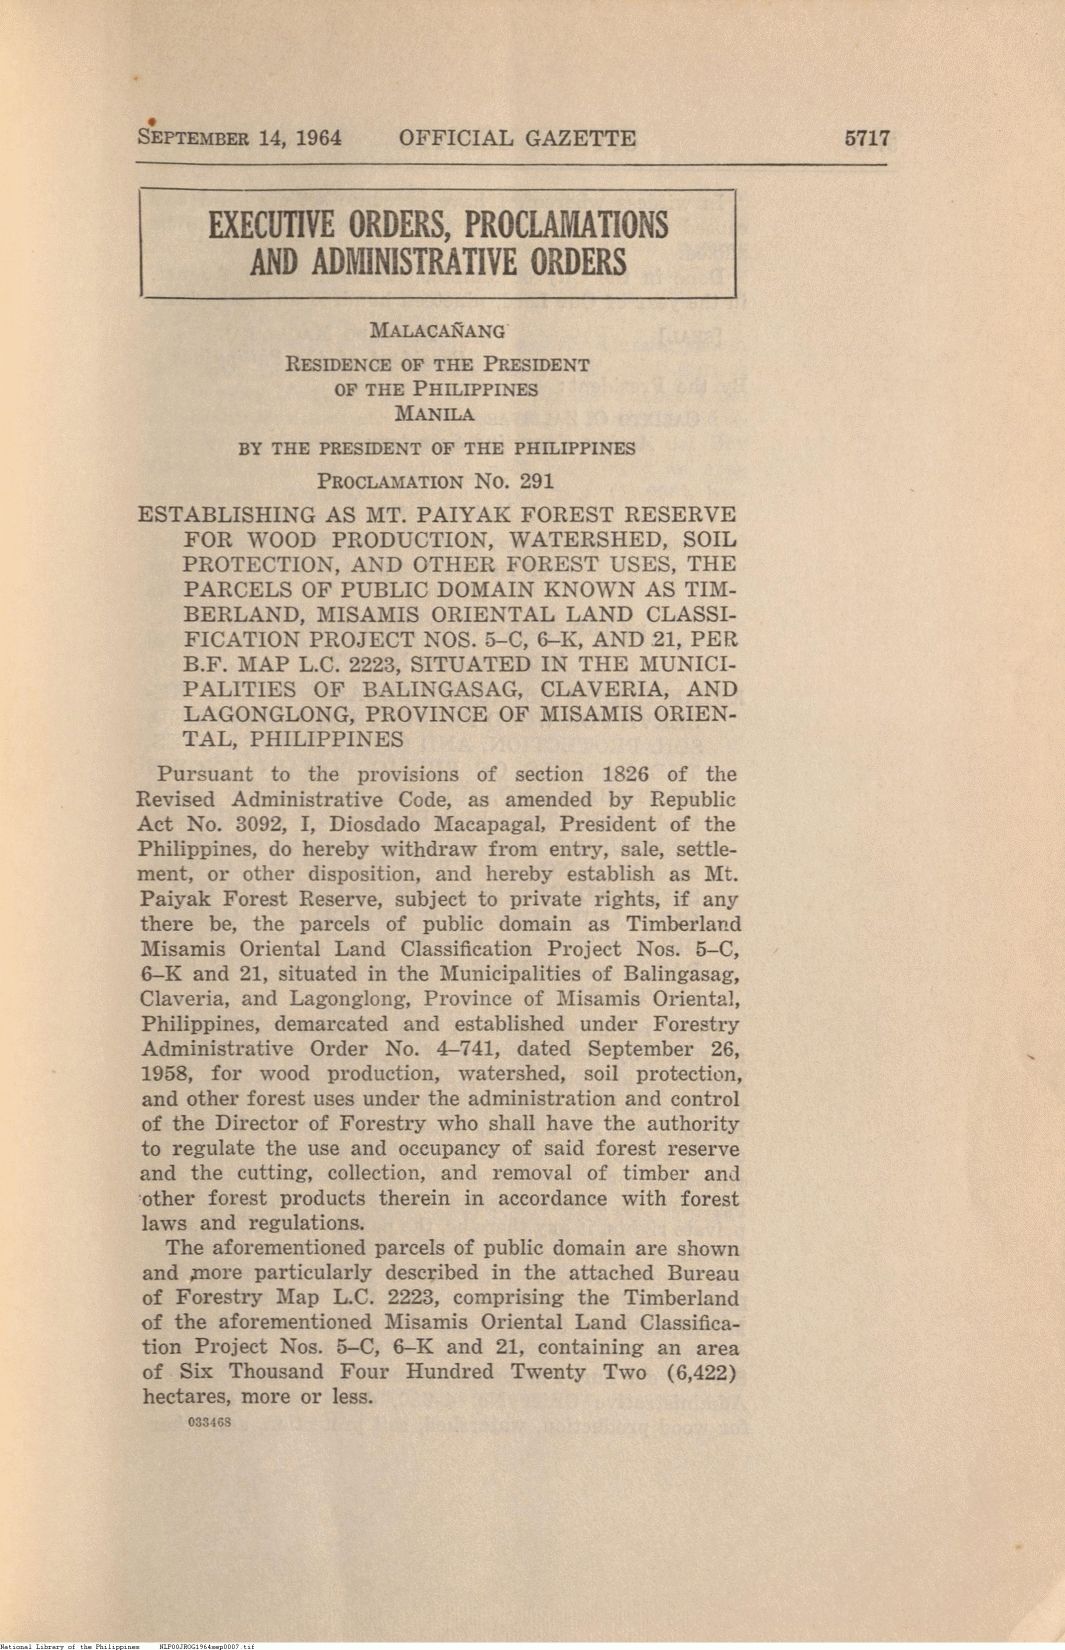 SEPTEMBER 14, 1964 OFFICIAL GAZETTE 5717
EXECUTIVE ORDERS, PROCLAMATIONS
AND ADMINISTRATIVE ORDERS
MALACAÑANG
RESIDENCE OF THE PRESIDENT
OF THE PHILIPPINES
MANILA
BY THE PRESIDENT OF THE PHILIPPINES
PROCLAMATION NO. 291
ESTABLISHING AS MT. PAIYAK FOREST RESERVE
FOR WOOD PRODUCTION, WATERSHED, SOIL
PROTECTION, AND OTHER FOREST USES, THE
PARCELS OF PUBLIC DOMAIN KNOWN AS TIM-
BERLAND, MISAMIS ORIENTAL LAND CLASSI-
FICATION PROJECT NOS. 5–C, 6–K, AND 21, PER
B.F. MAP L.C. 2223, SITUATED IN THE MUNICI-
PALITIES OF BALINGASAG, CLAVERIA, AND
LAGONGLONG, PROVINCE OF MISAMIS ORIEN-
TAL, PHILIPPINES
Pursuant to the provisions of section 1826 of the
Revised Administrative Code, as amended by Republic
Act No. 3092, I, Diosdado Macapagal, President of the
Philippines, do hereby withdraw from entry, sale, settle-
ment, or other disposition, and hereby establish as Mt.
Paiyak Forest Reserve, subject to private rights, if any
there be, the parcels of public domain as Timberland
Misamis Oriental Land Classification Project Nos. 5–C,
6–K and 21, situated in the Municipalities of Balingasag,
Claveria, and Lagonglong, Province of Misamis Oriental,
Philippines, demarcated and established under Forestry
Administrative Order No. 4–741, dated September 26,
1958, for wood production, watershed, soil protection,
and other forest uses under the administration and control
of the Director of Forestry who shall have the authority
to regulate the use and occupancy of said forest reserve
and the cutting, collection, and removal of timber and
other forest products therein in accordance with forest
laws and regulations.
The aforementioned parcels of public domain are shown
and more particularly described in the attached Bureau
of Forestry Map L.C. 2223, comprising the Timberland
of the aforementioned Misamis Oriental Land Classifica-
tion Project Nos. 5–C, 6–K and 21, containing an area
of Six Thousand Four Hundred Twenty Two (6,422)
hectares, more or less.
033468
National Library of the Philippines NLP00JROG1964sep0007.tif